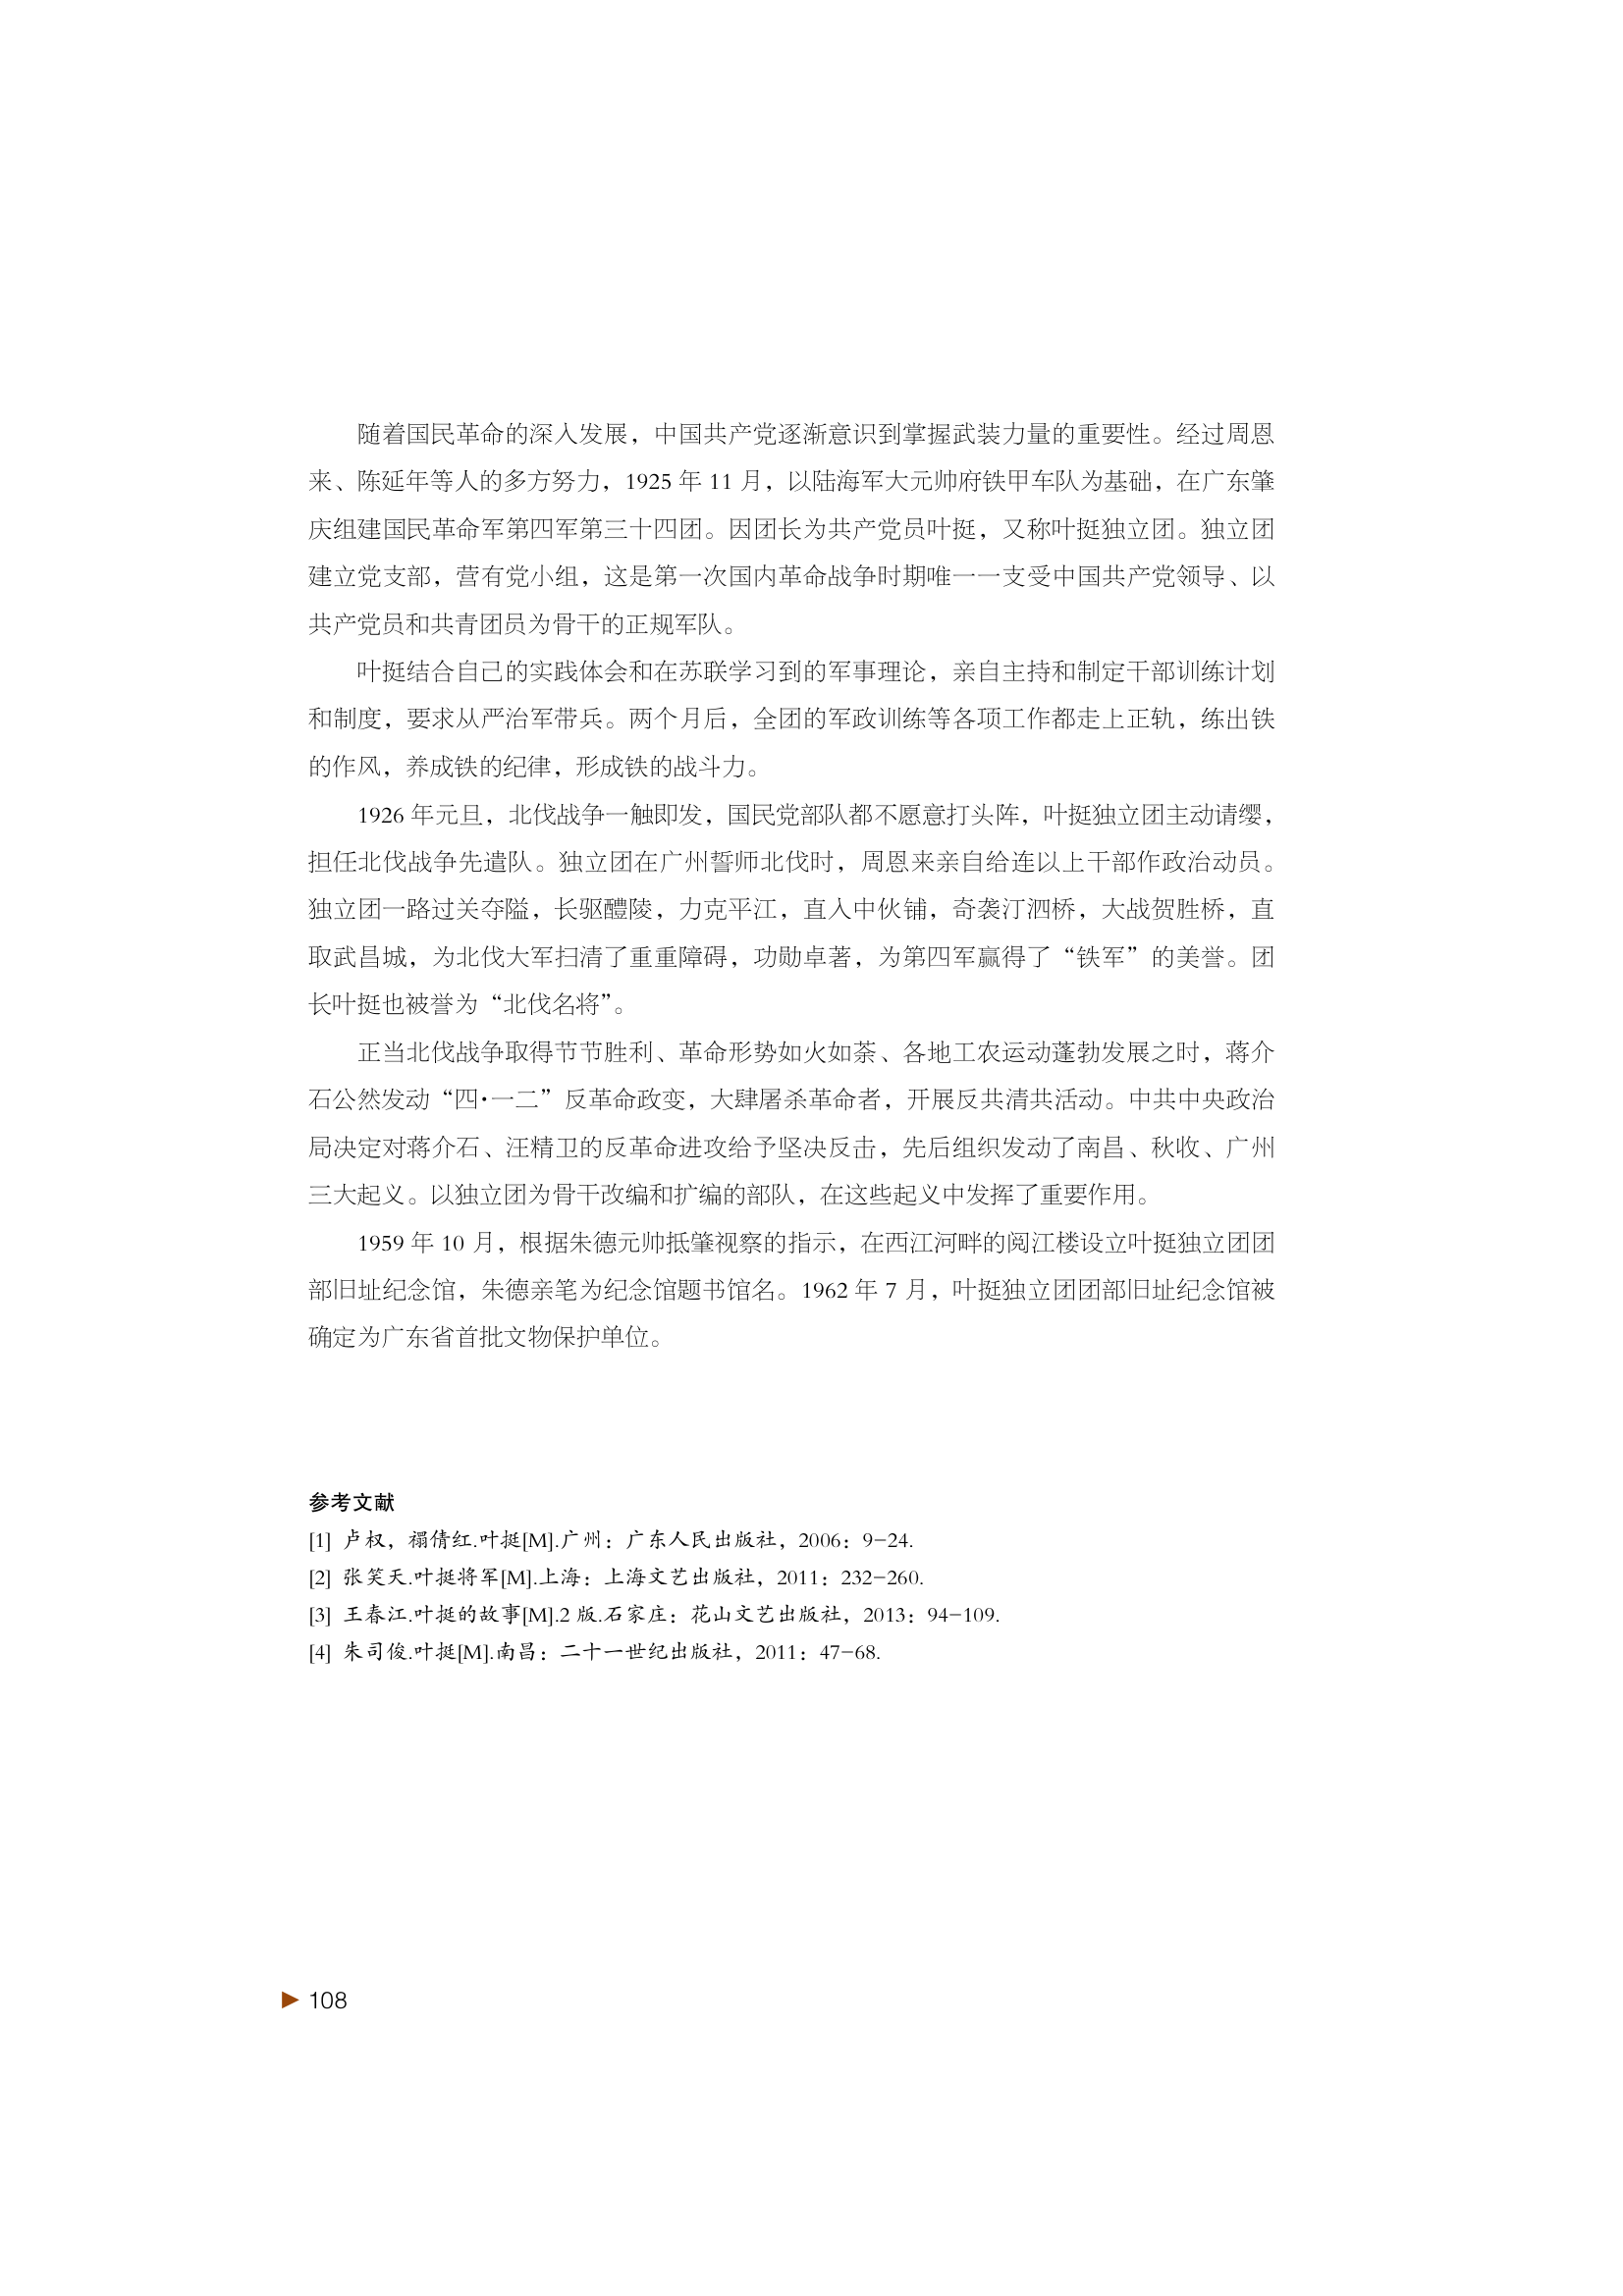 随着国民革命的深入发展，中国共产党逐渐意识到掌握武装力量的重要性。经过周恩
来、陈延年等人的多方努力，1925 年 11 月，以陆海军大元帅府铁甲车队为基础，在广东肇
庆组建国民革命军第四军第三十四团。因团长为共产党员叶挺，又称叶挺独立团。独立团
建立党支部，营有党小组，这是第一次国内革命战争时期唯一一支受中国共产党领导、以
共产党员和共青团员为骨干的正规军队。
叶挺结合自己的实践体会和在苏联学习到的军事理论，亲自主持和制定干部训练计划
和制度，要求从严治军带兵。两个月后，全团的军政训练等各项工作都走上正轨，练出铁
的作风，养成铁的纪律，形成铁的战斗力。
1926 年元旦，北伐战争一触即发，国民党部队都不愿意打头阵，叶挺独立团主动请缨，
担任北伐战争先遣队。独立团在广州誓师北伐时，周恩来亲自给连以上干部作政治动员。
独立团一路过关夺隘，长驱醴陵，力克平江，直入中伙铺，奇袭汀泗桥，大战贺胜桥，直
取武昌城，为北伐大军扫清了重重障碍，功勋卓著，为第四军赢得了“铁军”的美誉。团
长叶挺也被誉为“北伐名将”。
正当北伐战争取得节节胜利、革命形势如火如荼、各地工农运动蓬勃发展之时，蒋介
石公然发动“四·一二”反革命政变，大肆屠杀革命者，开展反共清共活动。中共中央政治
局决定对蒋介石、汪精卫的反革命进攻给予坚决反击，先后组织发动了南昌、秋收、广州
三大起义。以独立团为骨干改编和扩编的部队，在这些起义中发挥了重要作用。
1959 年 10 月，根据朱德元帅抵肇视察的指示，在西江河畔的阅江楼设立叶挺独立团团
部旧址纪念馆，朱德亲笔为纪念馆题书馆名。1962 年 7 月，叶挺独立团团部旧址纪念馆被
确定为广东省首批文物保护单位。
参考文献
[1] 卢权，禤倩红.叶挺[M].广州：广东人民出版社，2006：9−24.
[2] 张笑天.叶挺将军[M].上海：上海文艺出版社，2011：232−260.
[3] 王春江.叶挺的故事[M].2 版.石家庄：花山文艺出版社，2013：94−109.
[4] 朱司俊.叶挺[M].南昌：二十一世纪出版社，2011：47−68.
108